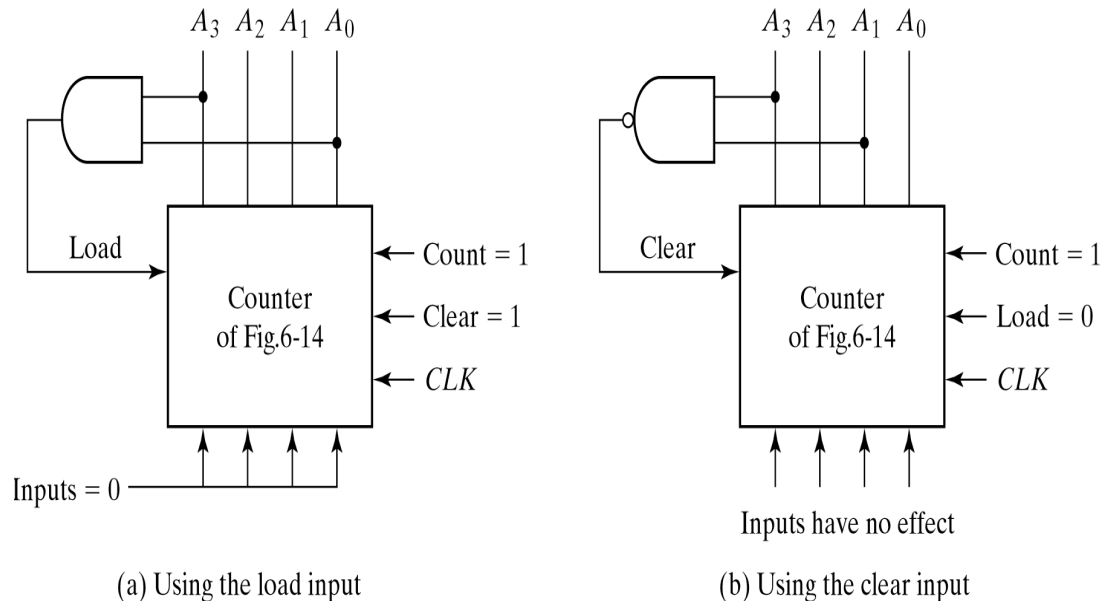 A3 A2 A1 A0
Load
Count = 1
Counter
of Fig.6-14
Clear = 1
CLK
Inputs = 0
(a) Using the load input
A3 A2 A1 A0
Clear
Count = 1
Counter
of Fig.6-14
Load = 0
CLK
Inputs have no effect
(b) Using the clear input